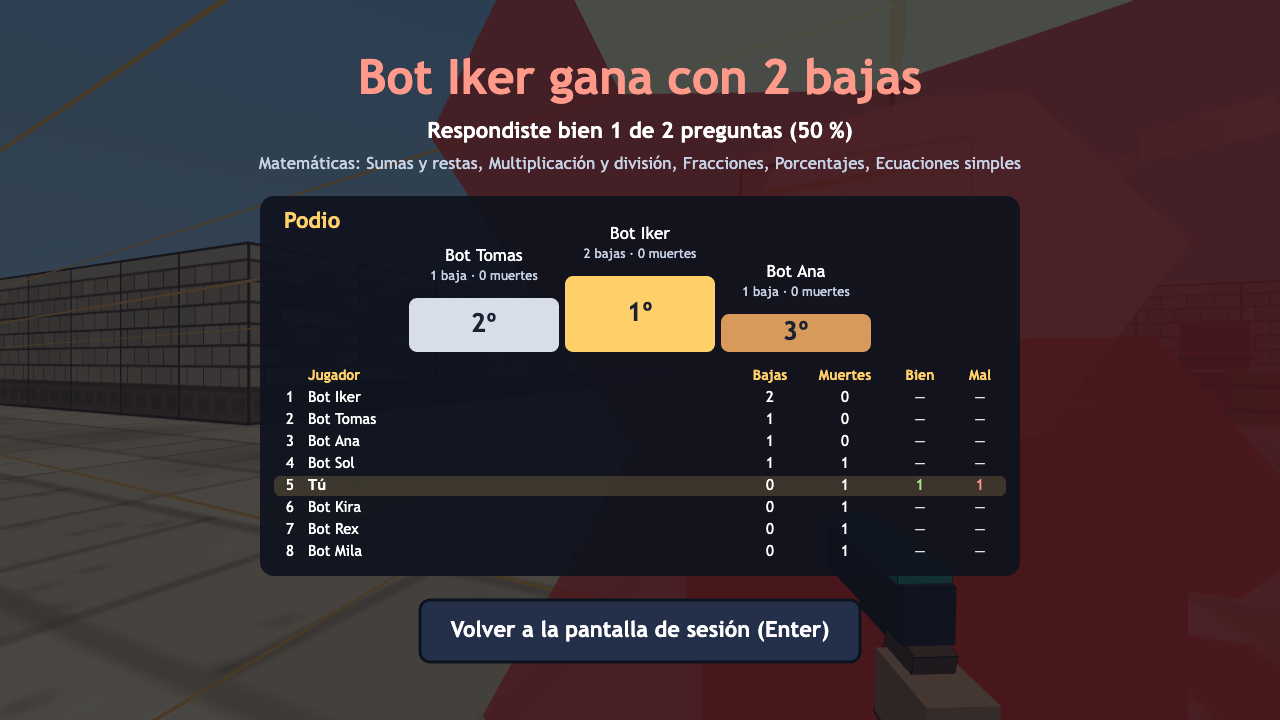 Bot Iker gana con 2 bajas
Respondiste bien 1 de 2 preguntas (50 %)
Matemáticas: Sumas y restas, Multiplicación y división, Fracciones, Porcentajes, Ecuaciones simples
Podio
Bot Iker
2 bajas · 0 muertes
1º
Bot Tomas
1 baja · 0 muertes
2º
Bot Ana
1 baja · 0 muertes
3º
Jugador Bajas Muertes Bien Mal
1 Bot Iker 2 0 — —
2 Bot Tomas 1 0 — —
3 Bot Ana 1 0 — —
4 Bot Sol 1 1 — —
5 Tú 0 1 1 1
6 Bot Kira 0 1 — —
7 Bot Rex 0 1 — —
8 Bot Mila 0 1 — —
Volver a la pantalla de sesión (Enter)